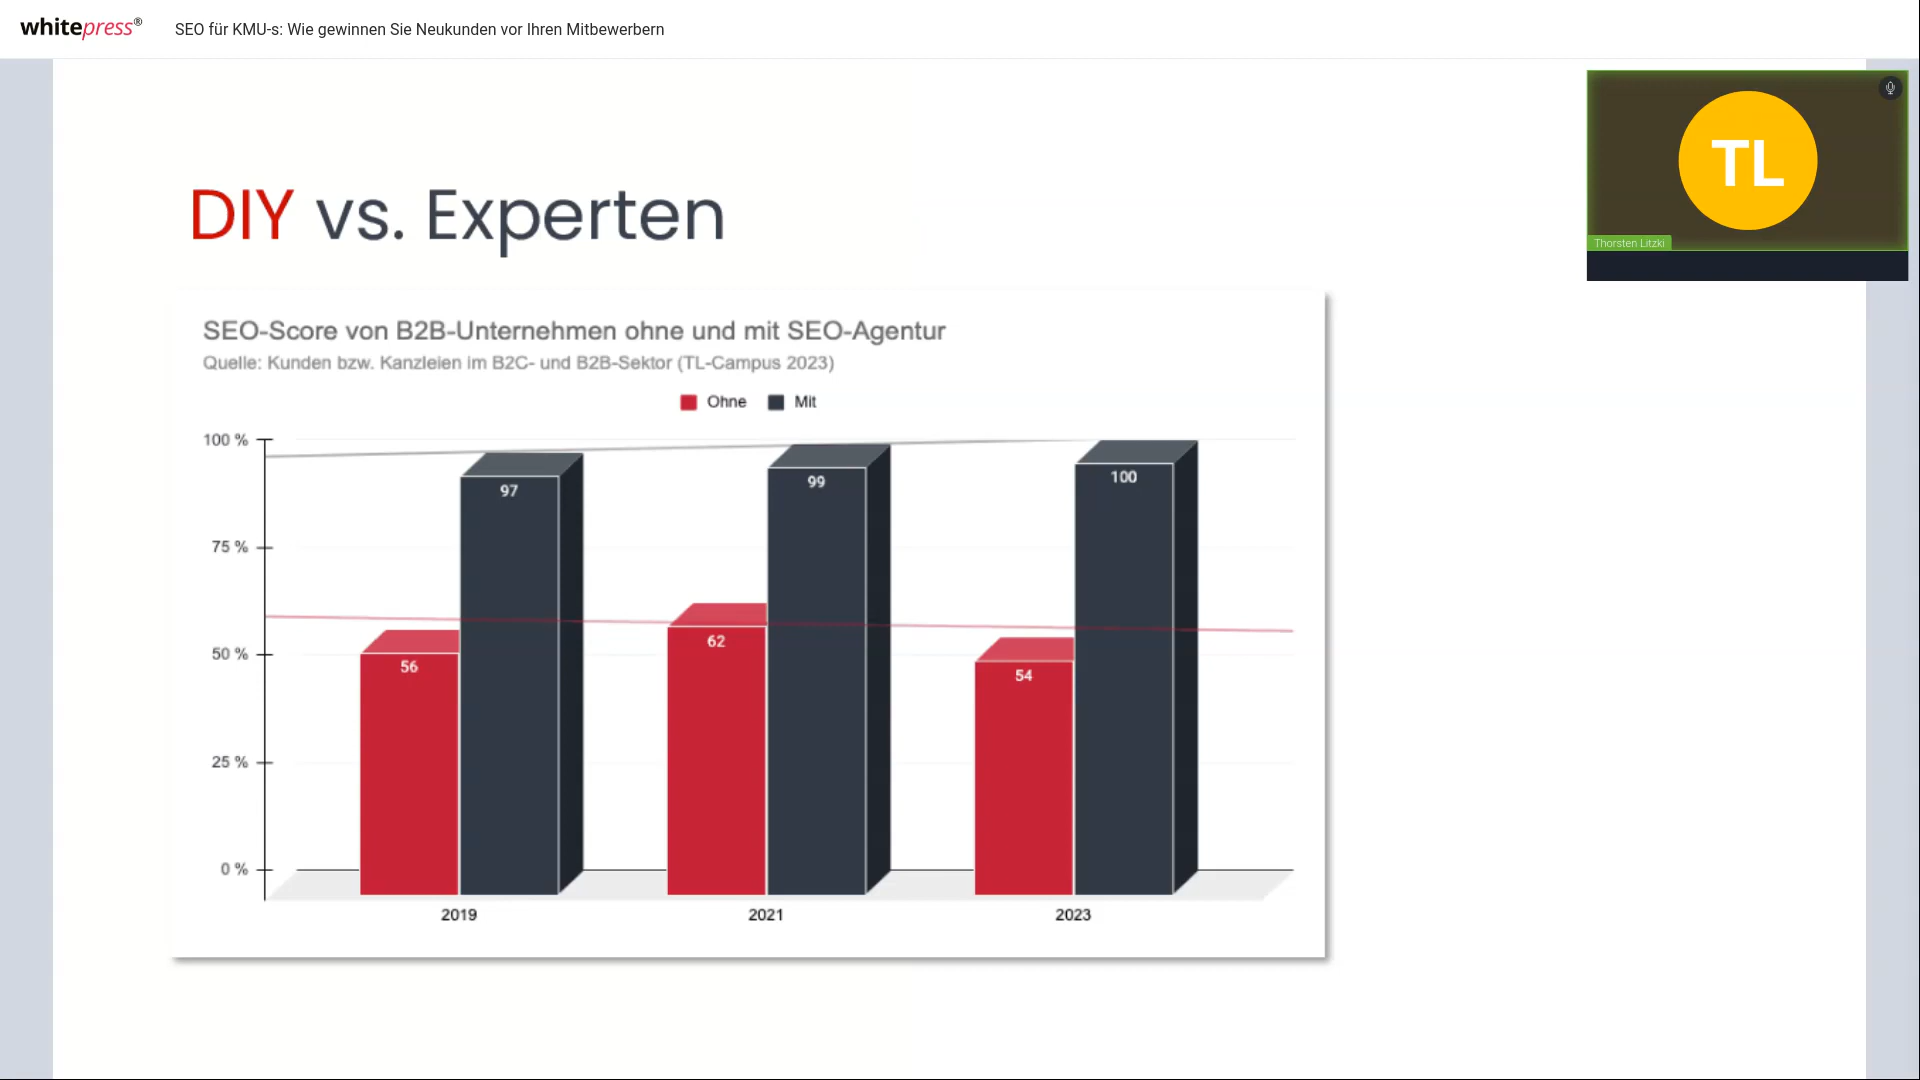 whitepress®
SEO für KMU-s: Wie gewinnen Sie Neukunden vor Ihren Mitbewerbern
TL
Thorsten Litzki
DIY vs. Experten
SEO-Score von B2B-Unternehmen ohne und mit SEO-Agentur
Quelle: Kunden bzw. Kanzleien im B2C- und B2B-Sektor (TL-Campus 2023)
Ohne Mit
100 %
75 %
50 %
25 %
0 %
97
99
100
56
62
54
2019 2021 2023